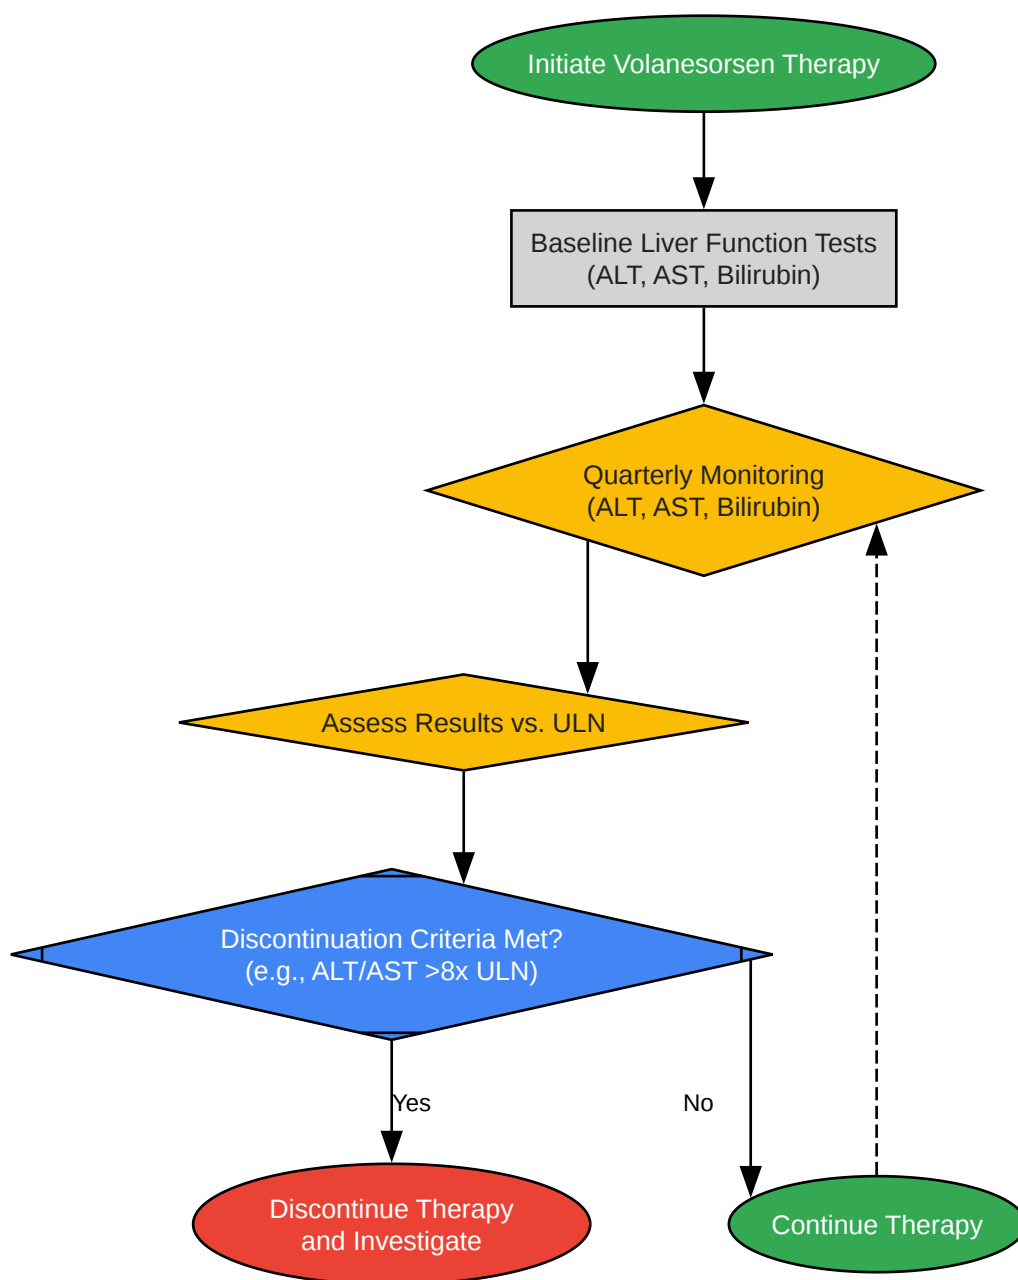 Initiate Volanesorsen Therapy
Baseline Liver Function Tests
(ALT, AST, Bilirubin)
Quarterly Monitoring
(ALT, AST, Bilirubin)
Assess Results vs. ULN
Discontinuation Criteria Met?
(e.g., ALT/AST >8x ULN)
Yes
No
Discontinue Therapy
and Investigate
Continue Therapy